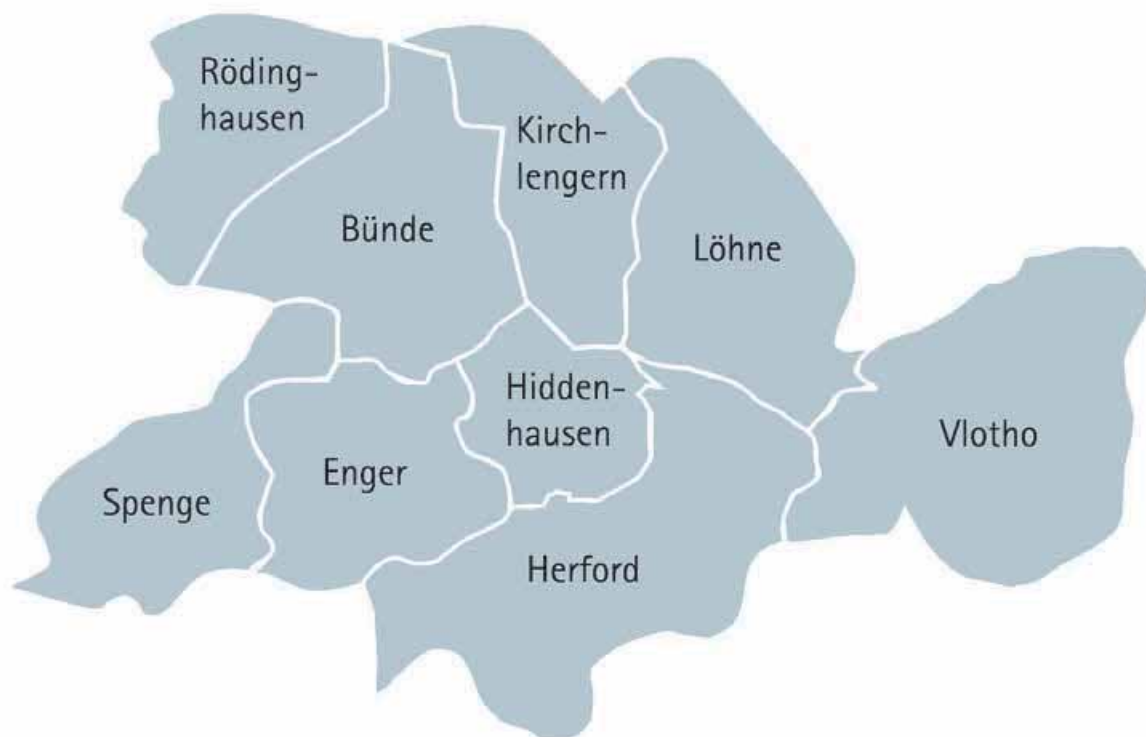 Röding-
hausen
Kirch-
lengern
Bünde
Löhne
Hidden-
hausen
Vlotho
Enger
Spenge
Herford